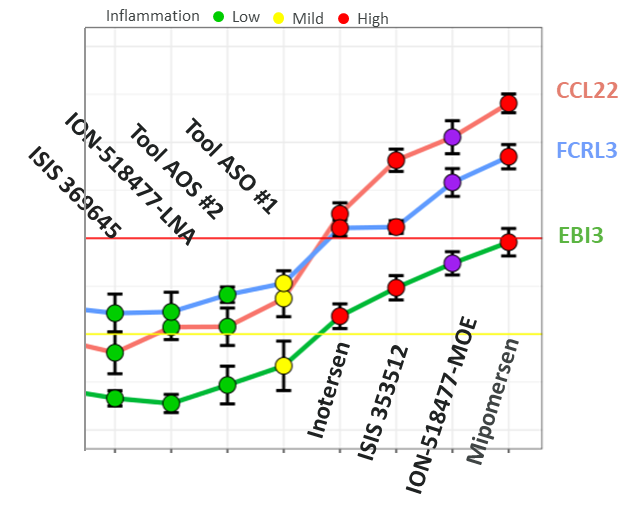 Inflammation Low Mild High
CCL22
FCRL3
EBI3
ISIS 369645
ION-518477-LNA
Tool AOS #2
Tool ASO #1
Inotersen
ISIS 353512
ION-518477-MOE
Mipomersen